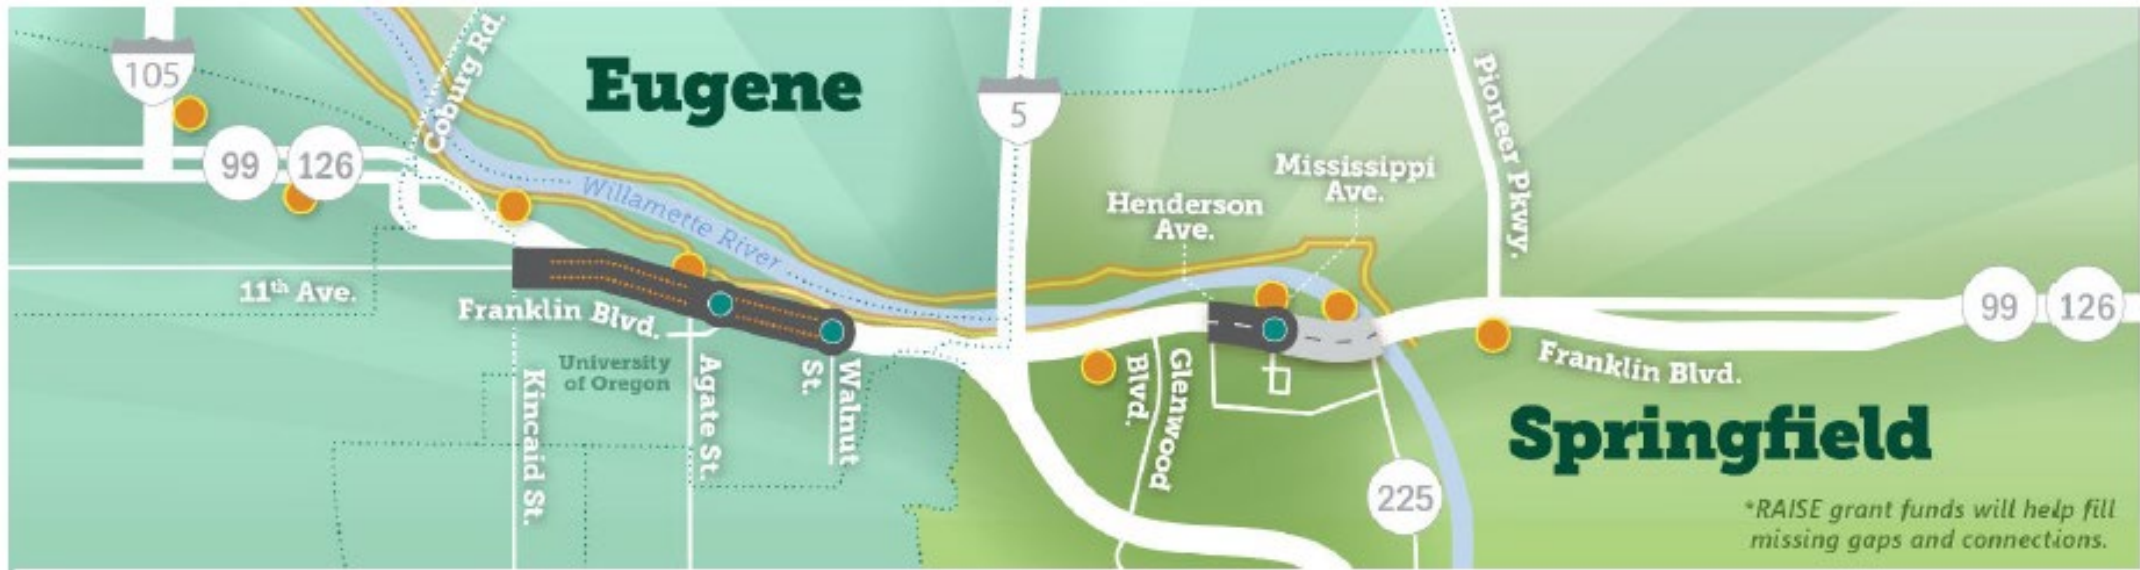 105
Coburg Rd.
Eugene
5
Pioneer Pkwy.
99
126
Willamette River
Mississippi
Ave.
Henderson
Ave.
11th Ave.
Franklin Blvd.
University
of Oregon
Kincaid St.
Agate St.
Walnut
St.
Glenwood
Blvd.
99
126
Franklin Blvd.
Springfield
225
*RAISE grant funds will help fill
missing gaps and connections.